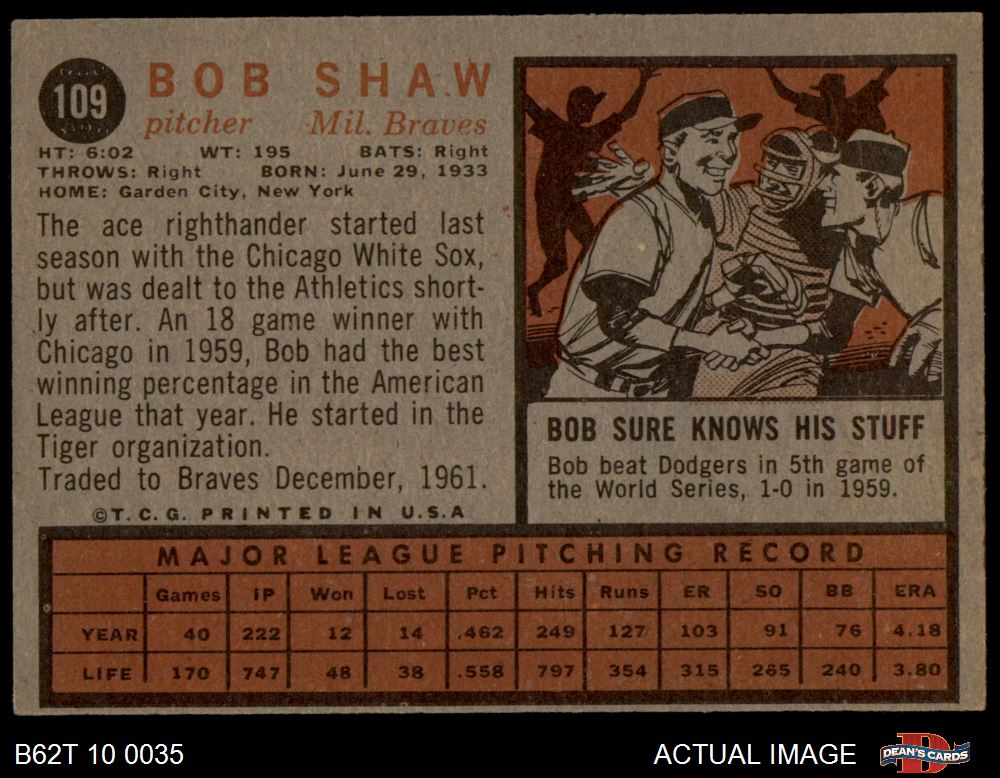 109
BOB SHAW
pitcher Mil. Braves
HT: 6:02 WT: 195 BATS: Right
THROWS: Right BORN: June 29, 1933
HOME: Garden City, New York
The ace righthander started last
season with the Chicago White Sox,
but was dealt to the Athletics short-
ly after. An 18 game winner with
Chicago in 1959, Bob had the best
winning percentage in the American
League that year. He started in the
Tiger organization.
Traded to Braves December, 1961.
©T.C.G. PRINTED IN U.S.A
BOB SURE KNOWS HIS STUFF
Bob beat Dodgers in 5th game of
the World Series, 1-0 in 1959.
MAJOR LEAGUE PITCHING RECORD
Games IP Won Lost Pct Hits Runs ER SO BB ERA
YEAR 40 222 12 14 .462 249 127 103 91 76 4.18
LIFE 170 747 48 38 .558 797 354 315 265 240 3.80
B62T 10 0035 ACTUAL IMAGE DEAN'S CARDS